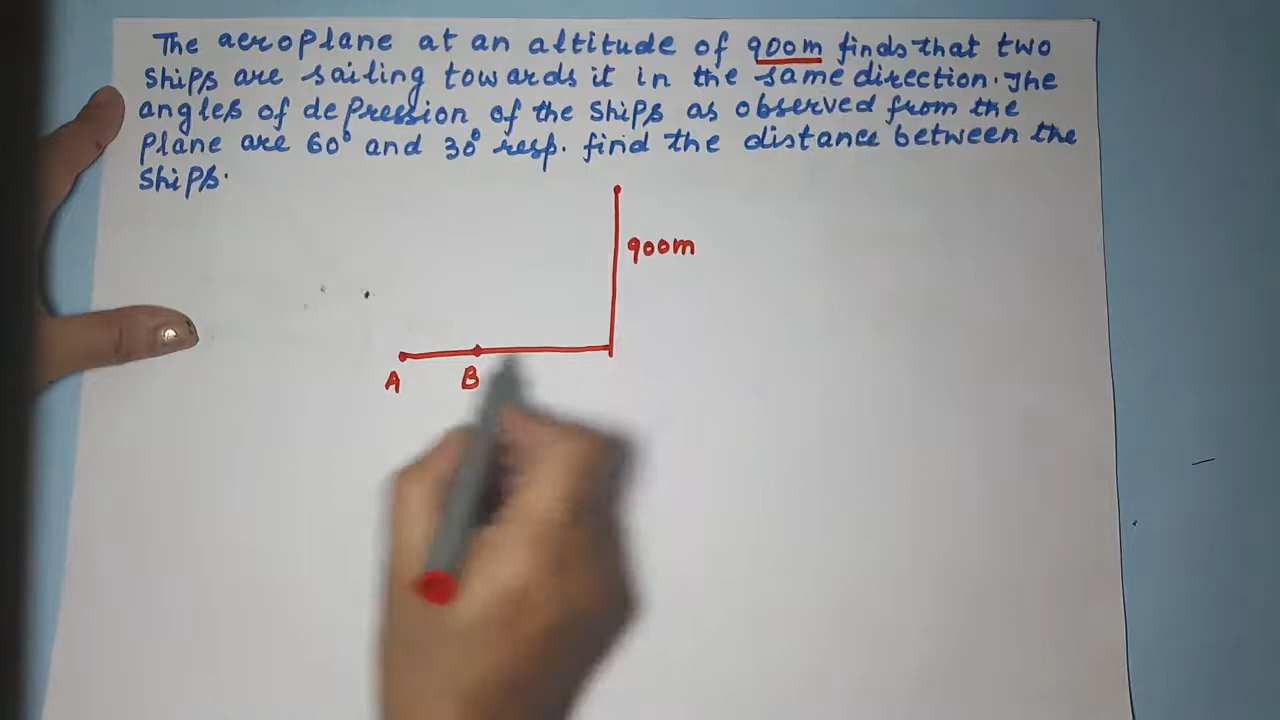 The aeroplane at an altitude of 900m finds that two
ships are sailing towards it in the same direction. The
angles of depression of the ships as observed from the
plane are 60° and 30° resp. find the distance between the
ships.
900m
A B